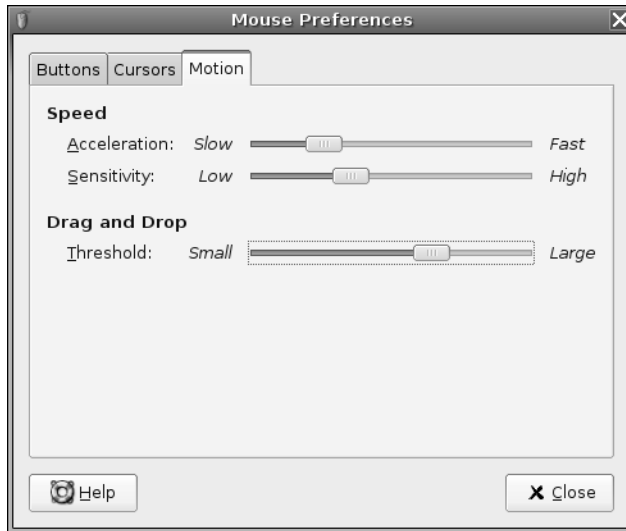 Mouse Preferences
Buttons Cursors Motion
Speed
Acceleration: Slow Fast
Sensitivity: Low High
Drag and Drop
Threshold: Small Large
Help Close